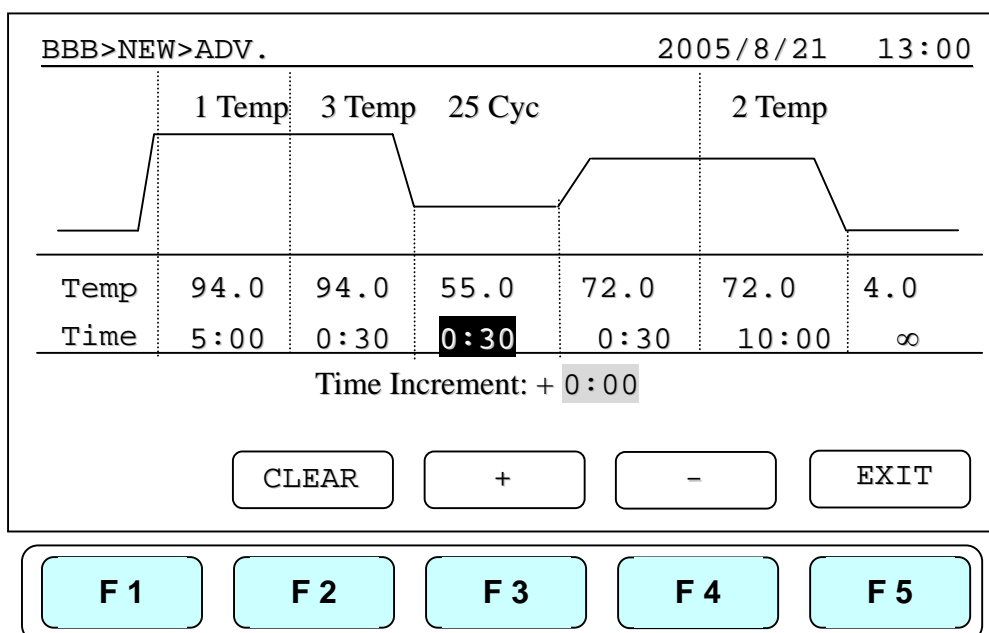 BBB>NEW>ADV. 2005/8/21 13:00
1 Temp 3 Temp 25 Cyc 2 Temp
Temp 94.0 94.0 55.0 72.0 72.0 4.0
Time 5:00 0:30 0:30 0:30 10:00 ∞
Time Increment: + 0:00
CLEAR + - EXIT
F 1 F 2 F 3 F 4 F 5